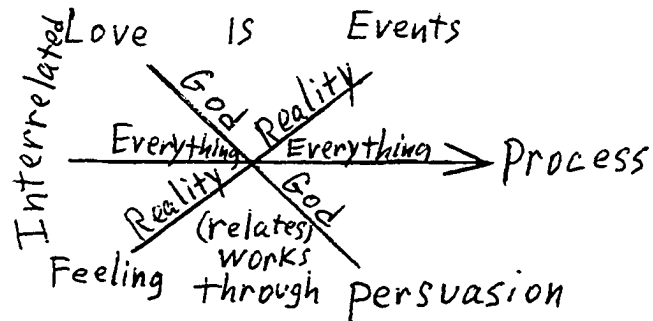 Love is Events
Interrelated
God
Reality
Everything Everything
Process
Reality
God
(relates)
works
Feeling through persuasion